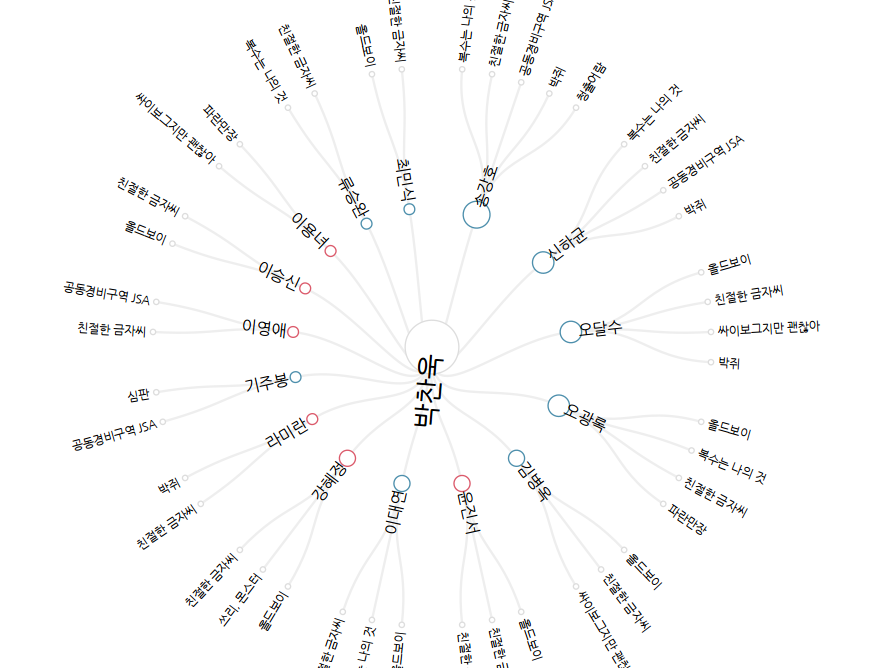 박찬욱
송강호
복수는 나의
친절한 금자씨
공동경비구역 JSA
박쥐
청출어람
신하균
복수는 나의 것
친절한 금자씨
공동경비구역 JSA
박쥐
오달수
올드보이
친절한 금자씨
싸이보그지만 괜찮아
박쥐
오광록
올드보이
복수는 나의 것
친절한 금자씨
파란만장
김병옥
올드보이
친절한 금자씨
싸이보그지만 괜찮
윤진서
올드보이
친절한
친절한
이대연
올드보이
나의 것
절한 금자씨
강혜정
올드보이
쓰리, 몬스터
친절한 금자씨
라미란
친절한 금자씨
박쥐
기주봉
공동경비구역 JSA
심판
이영애
친절한 금자씨
공동경비구역 JSA
이승신
올드보이
친절한 금자씨
이용녀
싸이보그지만 괜찮아
파란만장
류승완
복수는 나의 것
친절한 금자씨
최민식
올드보이
친절한 금자씨